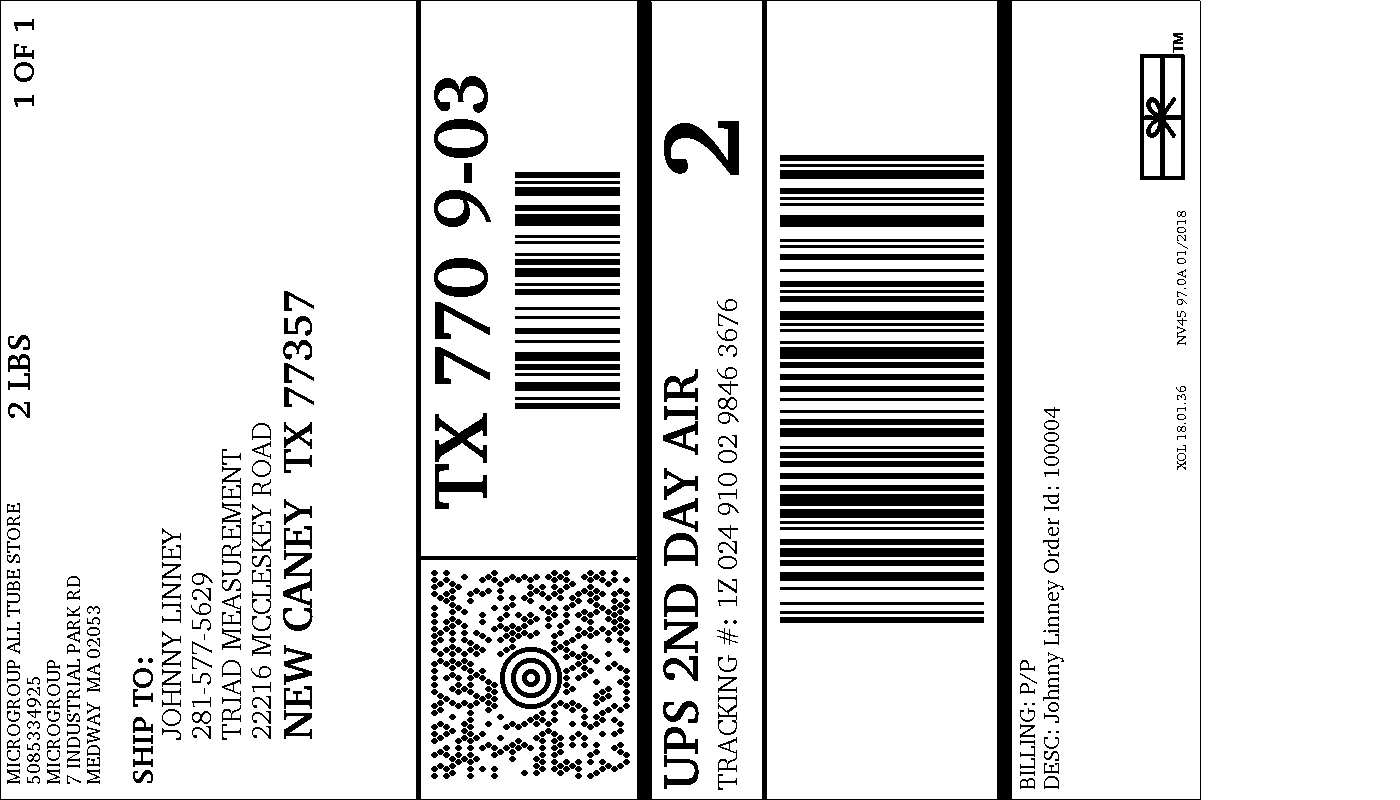 MICROGROUP ALL TUBE STORE
5085334925
MICROGROUP
7 INDUSTRIAL PARK RD
MEDWAY MA 02053
2 LBS
1 OF 1
SHIP TO:
JOHNNY LINNEY
281-577-5629
TRIAD MEASUREMENT
22216 MCCLESKEY ROAD
NEW CANEY TX 77357
TX 770 9-03
UPS 2ND DAY AIR
2
TRACKING #: 1Z 024 910 02 9846 3676
BILLING: P/P
DESC: Johnny Linney Order Id: 100004
XOL 18.01.36
NV45 97.0A 01/2018
TM